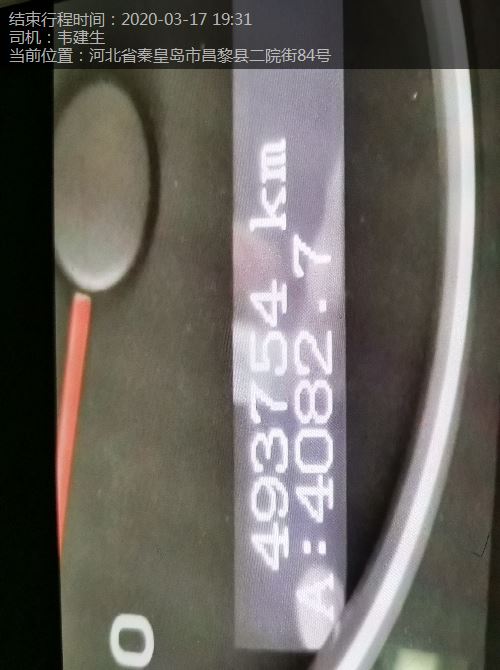 结束行程时间：2020-03-17 19:31
司机：韦建生
当前位置：河北省秦皇岛市昌黎县二院街84号
493754 km
A:4082.7
0